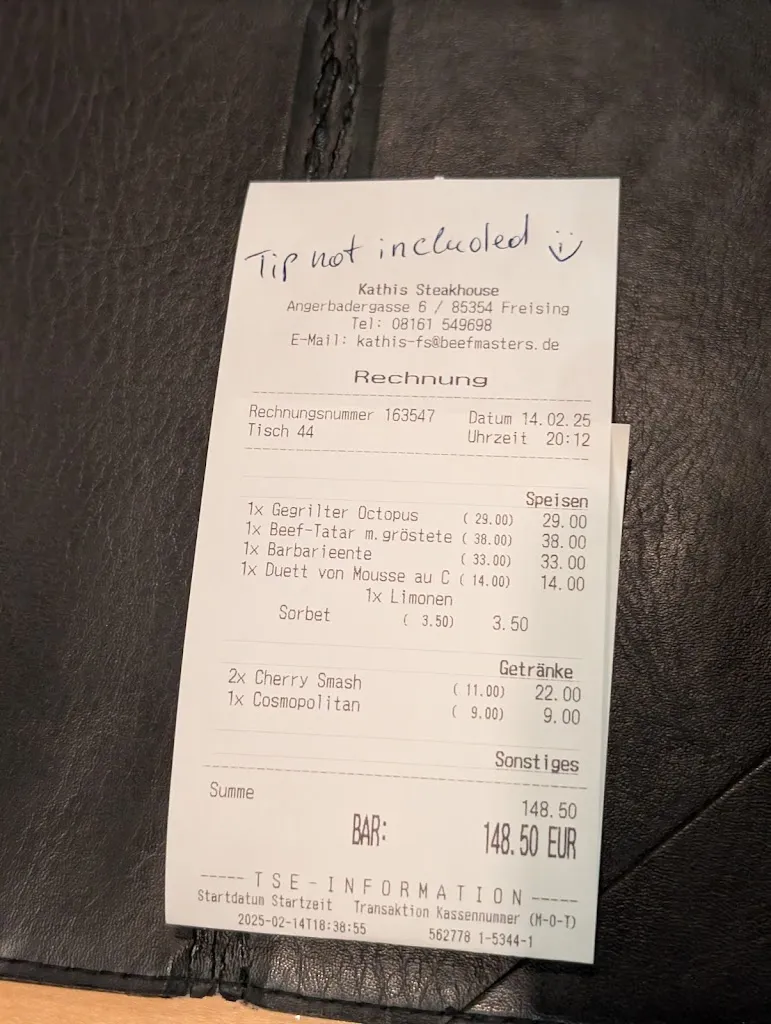 Tip not included
Kathis Steakhouse
Angerbadergasse 6 / 85354 Freising
Tel: 08161 549698
E-Mail: kathis-fs@beefmasters.de
Rechnung
Rechnungsnummer 163547 Datum 14.02.25
Tisch 44 Uhrzeit 20:12
Speisen
1x Gegrilter Octopus ( 29.00) 29.00
1x Beef-Tatar m.gröstete ( 38.00) 38.00
1x Barbarieente ( 33.00) 33.00
1x Duett von Mousse au C ( 14.00) 14.00
1x Limonen
Sorbet ( 3.50) 3.50
Getränke
2x Cherry Smash ( 11.00) 22.00
1x Cosmopolitan ( 9.00) 9.00
Sonstiges
Summe 148.50
BAR: 148.50 EUR
----- TSE-INFORMATION -----
Startdatum Startzeit Transaktion Kassennummer (M-O-T)
2025-02-14T18:38:55 562778 1-5344-1